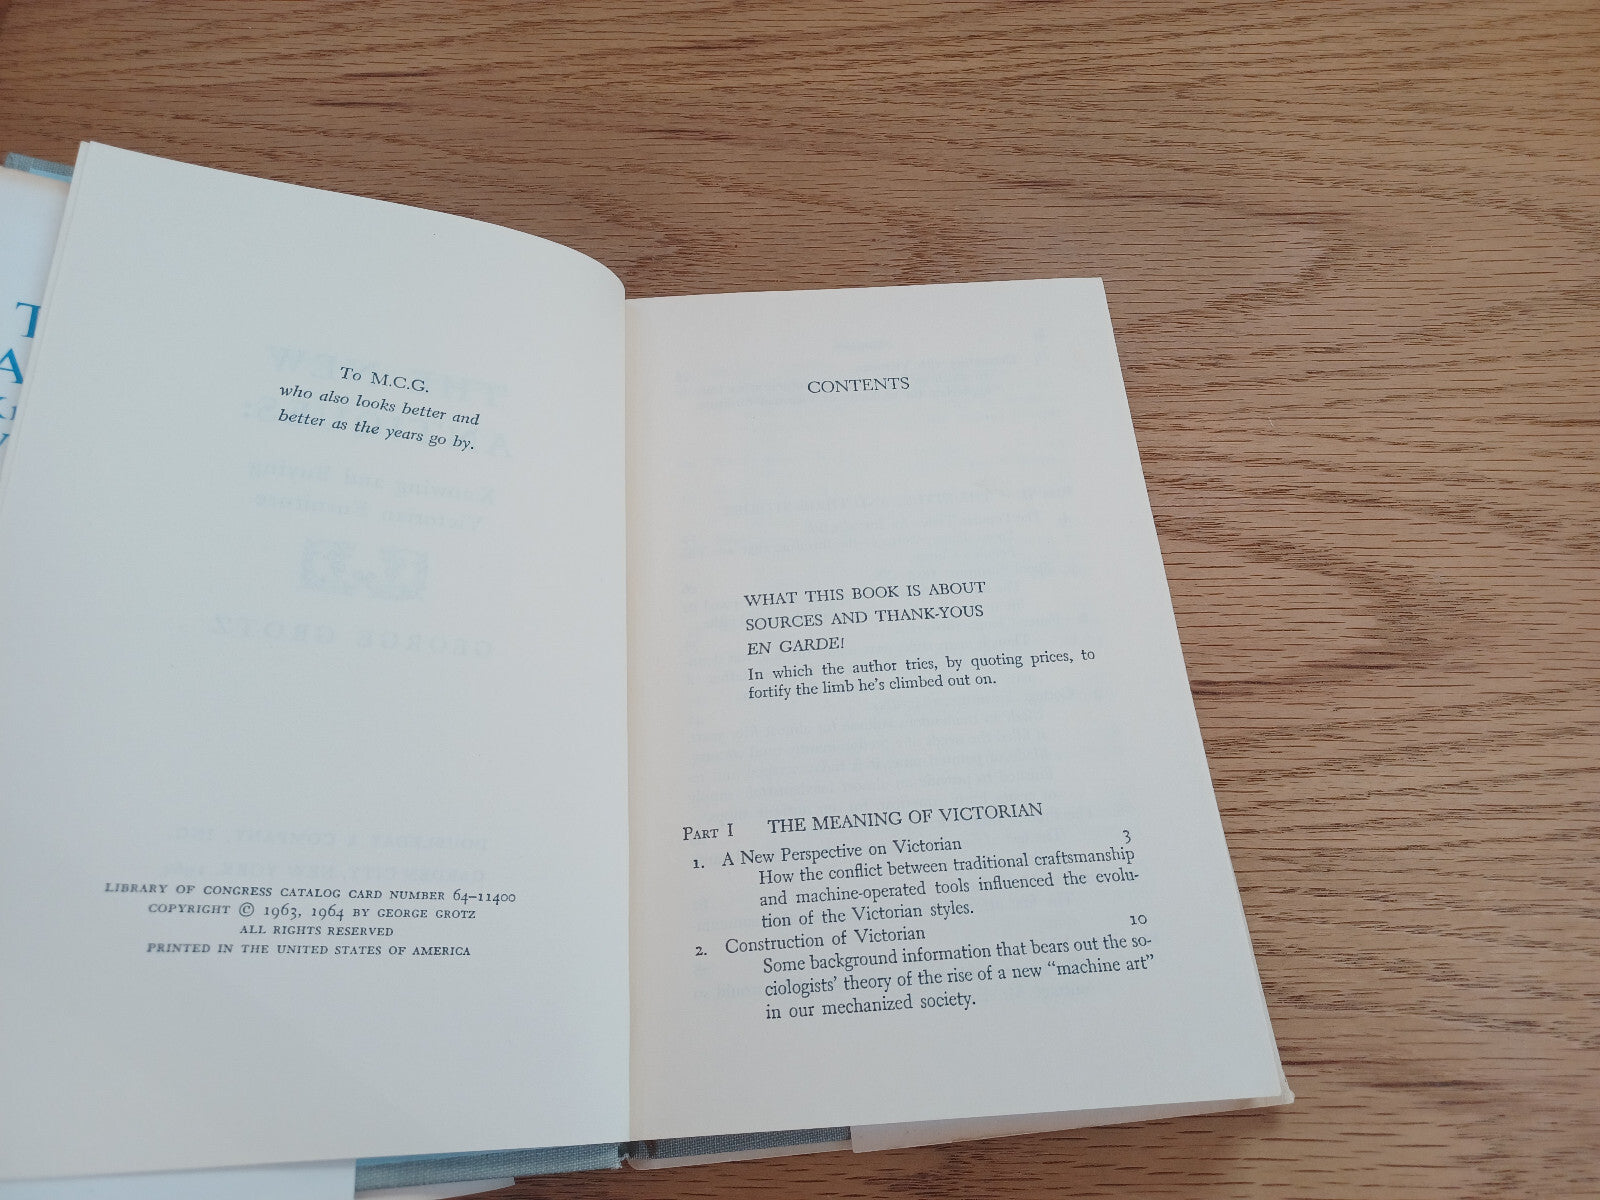 To M.C.G.
who also looks better and
better as the years go by.
LIBRARY OF CONGRESS CATALOG CARD NUMBER 64–11400
COPYRIGHT © 1963, 1964 BY GEORGE GROTZ
ALL RIGHTS RESERVED
PRINTED IN THE UNITED STATES OF AMERICA
CONTENTS
WHAT THIS BOOK IS ABOUT
SOURCES AND THANK-YOUS
EN GARDE!
In which the author tries, by quoting prices, to
fortify the limb he's climbed out on.
PART I THE MEANING OF VICTORIAN
1. A New Perspective on Victorian 3
How the conflict between traditional craftsmanship
and machine-operated tools influenced the evolu-
tion of the Victorian styles.
2. Construction of Victorian 10
Some background information that bears out the so-
ciologists' theory of the rise of a new "machine art"
in our mechanized society.